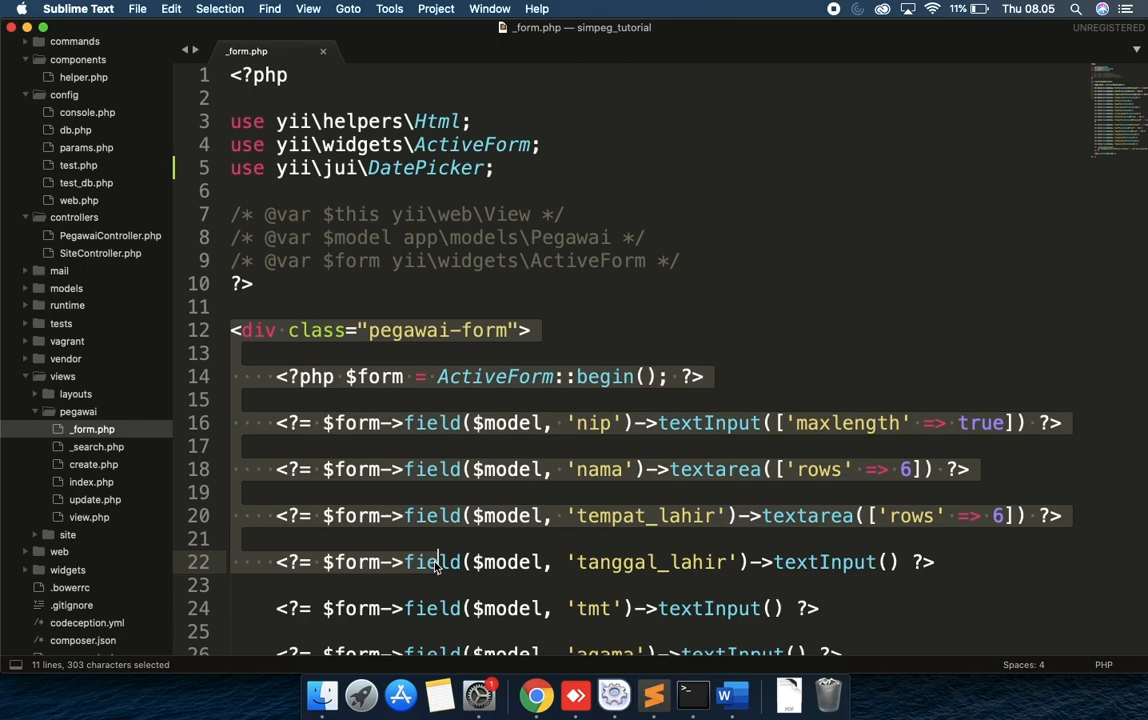 Sublime Text File Edit Selection Find View Goto Tools Project Window Help 11% Thu 08.05
_form.php — simpeg_tutorial UNREGISTERED
commands
components
helper.php
config
console.php
db.php
params.php
test.php
test_db.php
web.php
controllers
PegawaiController.php
SiteController.php
mail
models
runtime
tests
vagrant
vendor
views
layouts
pegawai
_form.php
_search.php
create.php
index.php
update.php
view.php
site
web
widgets
.bowerrc
.gitignore
codeception.yml
composer.json
_form.php
1 <?php
2
3 use yii\helpers\Html;
4 use yii\widgets\ActiveForm;
5 use yii\jui\DatePicker;
6
7 /* @var $this yii\web\View */
8 /* @var $model app\models\Pegawai */
9 /* @var $form yii\widgets\ActiveForm */
10 ?>
11
12 <div class="pegawai-form">
13
14 <?php $form = ActiveForm::begin(); ?>
15
16 <?= $form->field($model, 'nip')->textInput(['maxlength' => true]) ?>
17
18 <?= $form->field($model, 'nama')->textarea(['rows' => 6]) ?>
19
20 <?= $form->field($model, 'tempat_lahir')->textarea(['rows' => 6]) ?>
21
22 <?= $form->field($model, 'tanggal_lahir')->textInput() ?>
23
24 <?= $form->field($model, 'tmt')->textInput() ?>
25
26 <?= $form->field($model, 'agama')->textInput() ?>
11 lines, 303 characters selected Spaces: 4 PHP
1
PDF